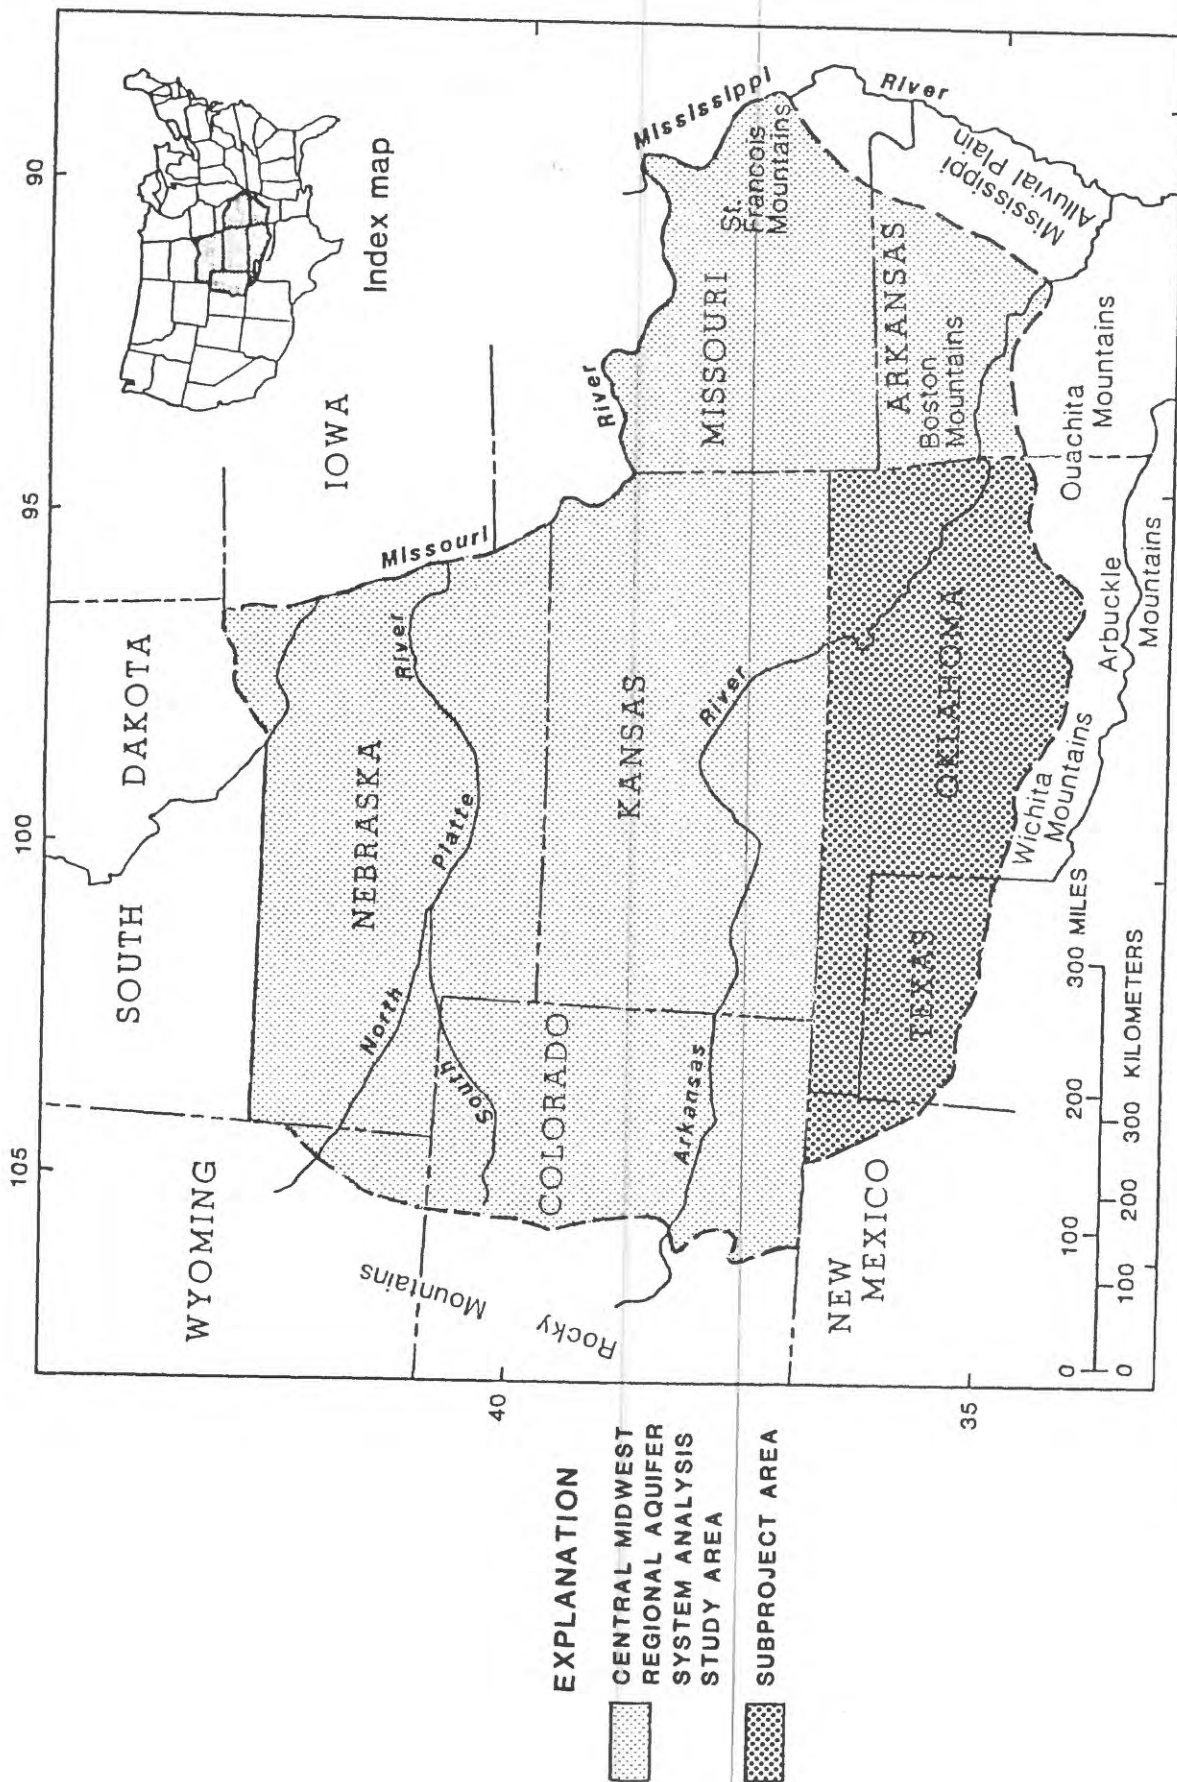 105
100
95
90
WYOMING
SOUTH DAKOTA
IOWA
Index map
NEBRASKA
North
Platte
River
South
Missouri
River
Mississippi
River
Rocky
Mountains
COLORADO
KANSAS
MISSOURI
St.
Francois
Mountains
Arkansas
River
NEW
MEXICO
TEXAS
OKLAHOMA
ARKANSAS
Boston
Mountains
Mississippi
Alluvial Plain
Wichita
Mountains
Arbuckle
Mountains
Ouachita
Mountains
40
35
0 100 200 300 MILES
0 100 200 300 KILOMETERS
EXPLANATION
CENTRAL MIDWEST
REGIONAL AQUIFER
SYSTEM ANALYSIS
STUDY AREA
SUBPROJECT AREA